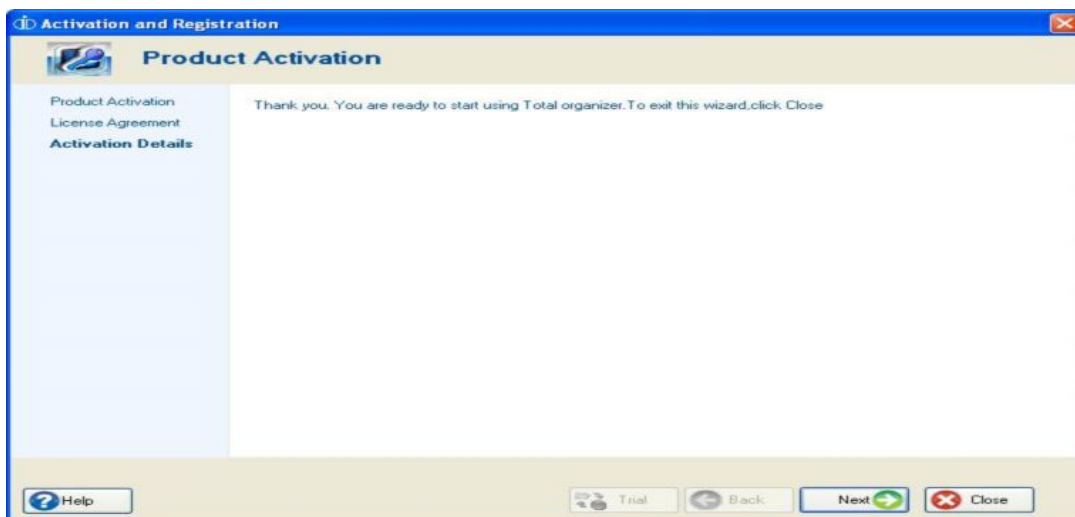 Activation and Registration
Product Activation
Product Activation
License Agreement
Activation Details
Thank you. You are ready to start using Total organizer.To exit this wizard,click Close
Help
Trial
Back
Next
Close